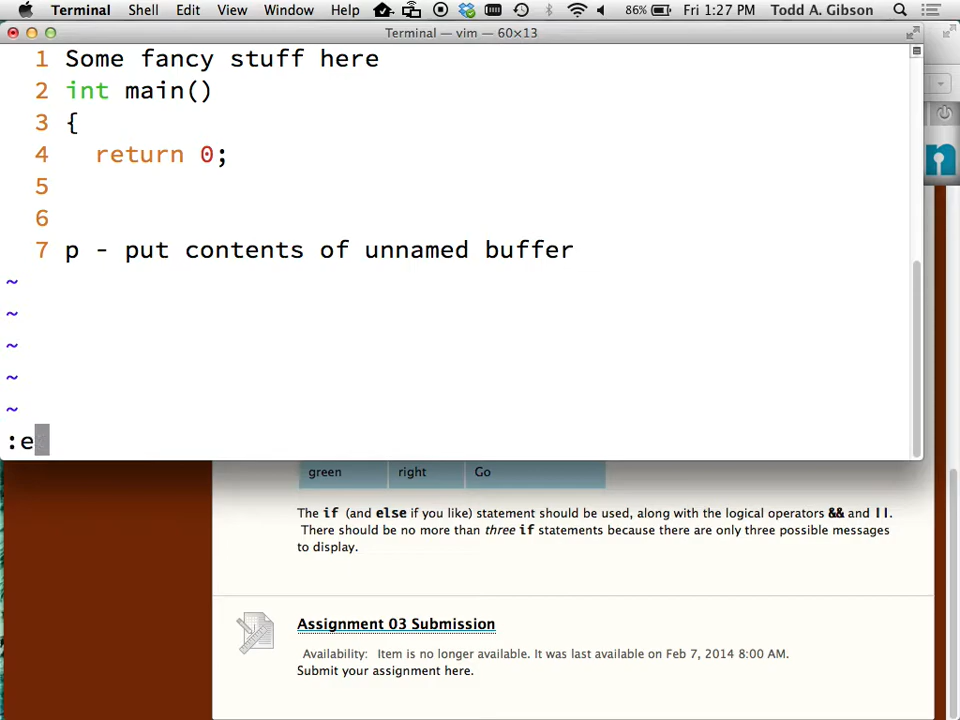 Terminal Shell Edit View Window Help 86% Fri 1:27 PM Todd A. Gibson
Terminal — vim — 60×13
1 Some fancy stuff here
2 int main()
3 {
4 return 0;
5
6
7 p - put contents of unnamed buffer
~
~
~
~
~
:e
green right Go
The if (and else if you like) statement should be used, along with the logical operators && and ||.
There should be no more than three if statements because there are only three possible messages
to display.
Assignment 03 Submission
Availability: Item is no longer available. It was last available on Feb 7, 2014 8:00 AM.
Submit your assignment here.